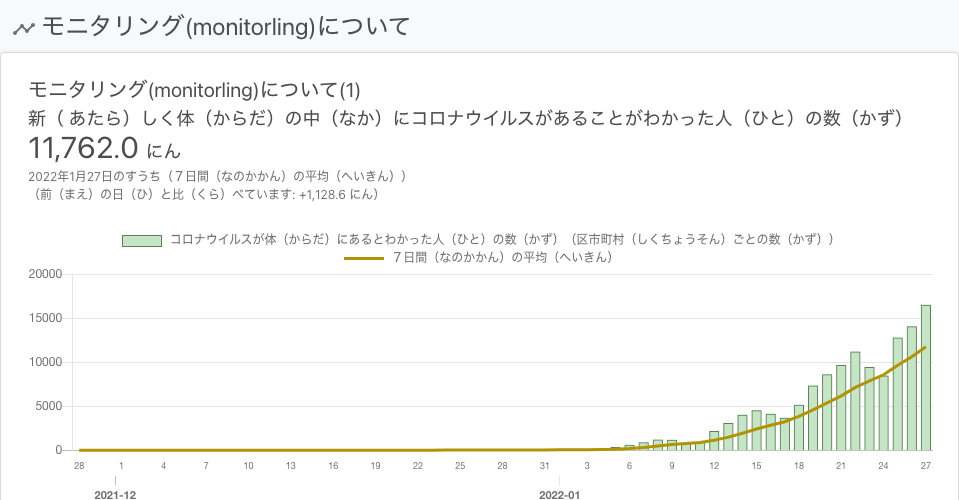 モニタリング(monitorling)について
モニタリング(monitorling)について(1)
新（ あたら）しく体（からだ）の中（なか）にコロナウイルスがあることがわかった人（ひと）の数（かず）
11,762.0 にん
2022年1月27日のすうち（７日間（なのかかん）の平均（へいきん））
（前（まえ）の日（ひ）と比（くら）べています: +1,128.6 にん）
コロナウイルスが体（からだ）にあるとわかった人（ひと）の数（かず）（区市町村（しくちょうそん）ごとの数（かず））
７日間（なのかかん）の平均（へいきん）
20000
15000
10000
5000
0
28 1 4 7 10 13 16 19 22 25 28 31 3 6 9 12 15 18 21 24 27
2021-12 2022-01